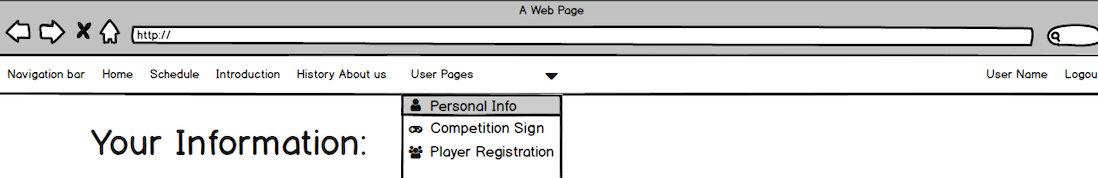 A Web Page
http://
Navigation bar Home Schedule Introduction History About us User Pages User Name Logou
Personal Info
Your Information:
Competition Sign
Player Registration